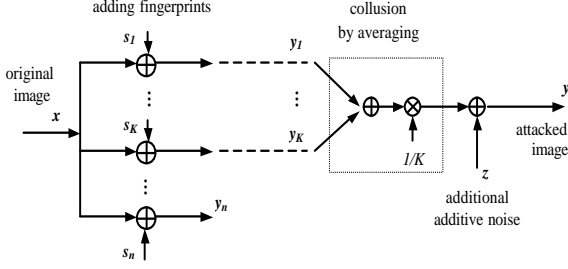 adding fingerprints
collusion
by averaging
original
image
x
s1
y1
...
...
sK
yK
1/K
y
attacked
image
z
additional
additive noise
...
yn
sn